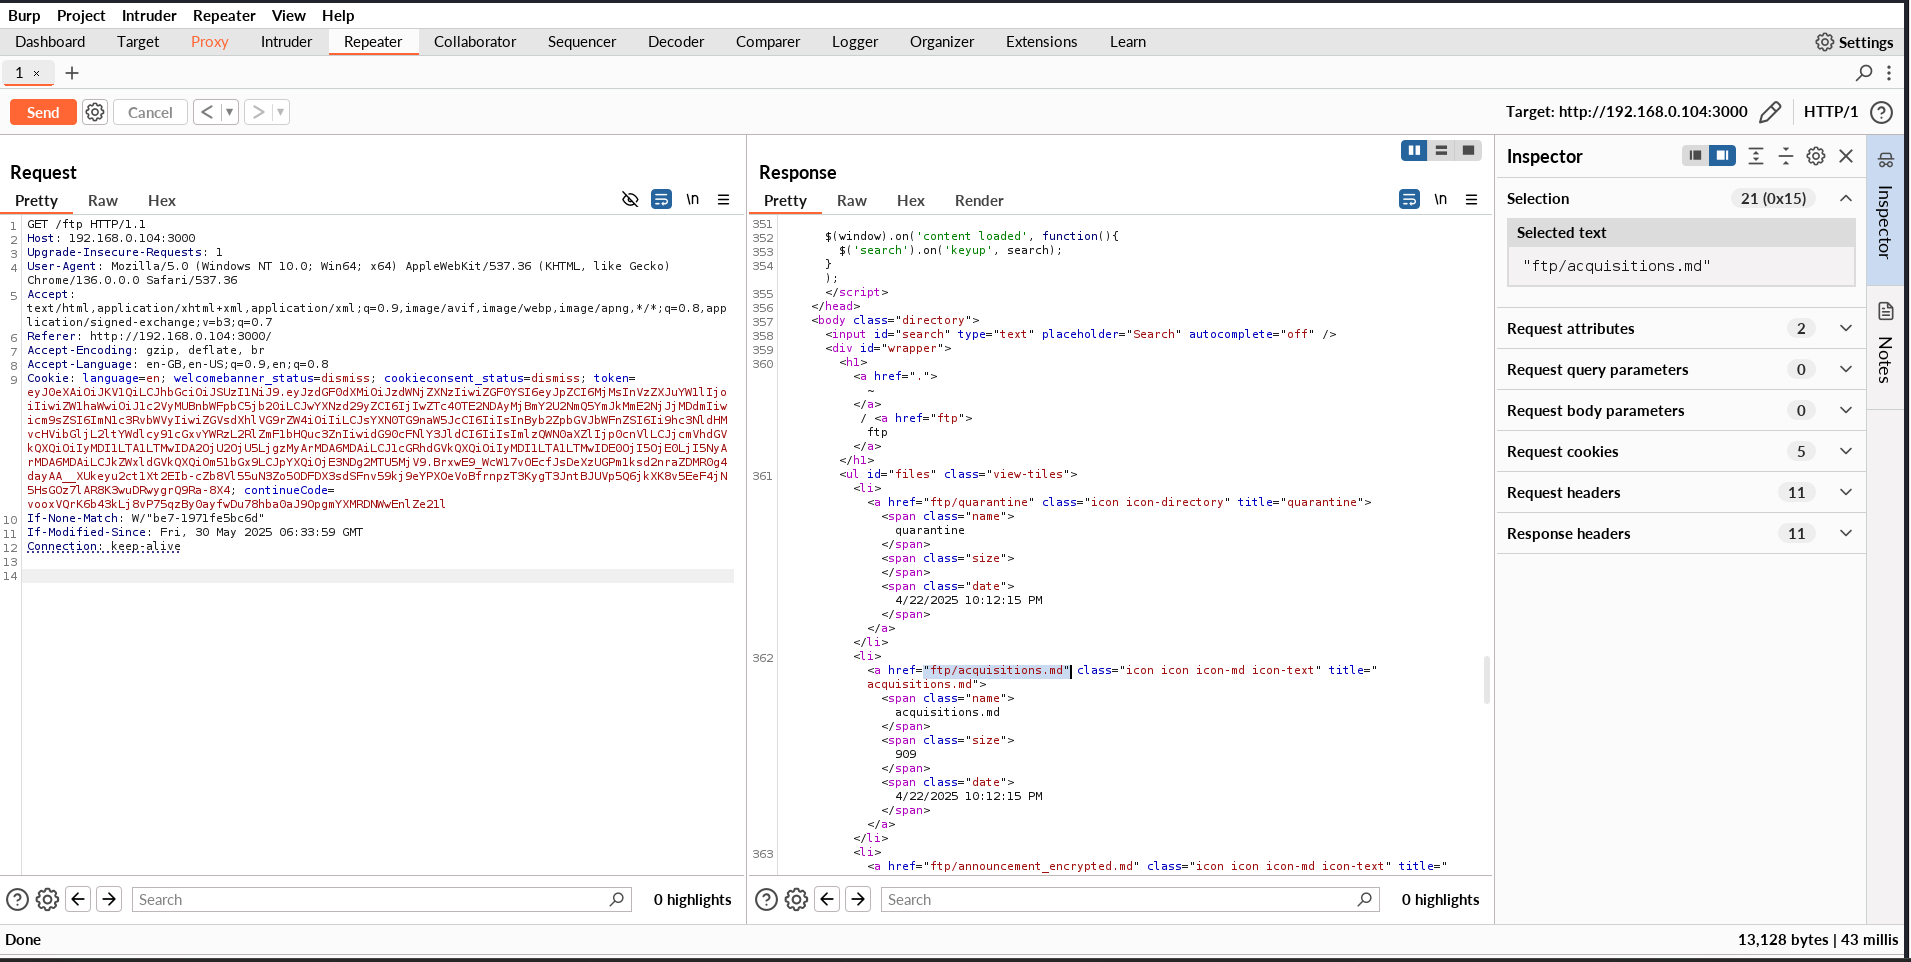 Burp Project Intruder Repeater View Help
Dashboard Target Proxy Intruder Repeater Collaborator Sequencer Decoder Comparer Logger Organizer Extensions Learn Settings
1 × +
Send Cancel < > Target: http://192.168.0.104:3000 HTTP/1
Request
Pretty Raw Hex \n
1 GET /ftp HTTP/1.1
2 Host: 192.168.0.104:3000
3 Upgrade-Insecure-Requests: 1
4 User-Agent: Mozilla/5.0 (Windows NT 10.0; Win64; x64) AppleWebKit/537.36 (KHTML, like Gecko)
Chrome/136.0.0.0 Safari/537.36
5 Accept:
text/html,application/xhtml+xml,application/xml;q=0.9,image/avif,image/webp,image/apng,*/*;q=0.8,app
lication/signed-exchange;v=b3;q=0.7
6 Referer: http://192.168.0.104:3000/
7 Accept-Encoding: gzip, deflate, br
8 Accept-Language: en-GB,en-US;q=0.9,en;q=0.8
9 Cookie: language=en; welcomebanner_status=dismiss; cookieconsent_status=dismiss; token=
continueCode=
10 If-None-Match: W/"be7-1971fe5bc6d"
11 If-Modified-Since: Fri, 30 May 2025 06:33:59 GMT
12 Connection: keep-alive
13
14
Search 0 highlights
Response
Pretty Raw Hex Render \n
351
352 $(window).on('content loaded', function(){
353 $('search').on('keyup', search);
354 }
);
355 </script>
356 </head>
357 <body class="directory">
358 <input id="search" type="text" placeholder="Search" autocomplete="off" />
359 <div id="wrapper">
360 <h1>
<a href=".">
~
</a>
/ <a href="ftp">
ftp
</a>
</h1>
361 <ul id="files" class="view-tiles">
<li>
<a href="ftp/quarantine" class="icon icon-directory" title="quarantine">
<span class="name">
quarantine
</span>
<span class="size">
</span>
<span class="date">
4/22/2025 10:12:15 PM
</span>
</a>
</li>
362 <li>
<a href="ftp/acquisitions.md" class="icon icon icon-md icon-text" title="
acquisitions.md">
<span class="name">
acquisitions.md
</span>
<span class="size">
909
</span>
<span class="date">
4/22/2025 10:12:15 PM
</span>
</a>
</li>
363 <li>
<a href="ftp/announcement_encrypted.md" class="icon icon icon-md icon-text" title="
Search 0 highlights
Inspector
Selection 21 (0x15)
Selected text
"ftp/acquisitions.md"
Request attributes 2
Request query parameters 0
Request body parameters 0
Request cookies 5
Request headers 11
Response headers 11
Inspector
Notes
Done 13,128 bytes | 43 millis